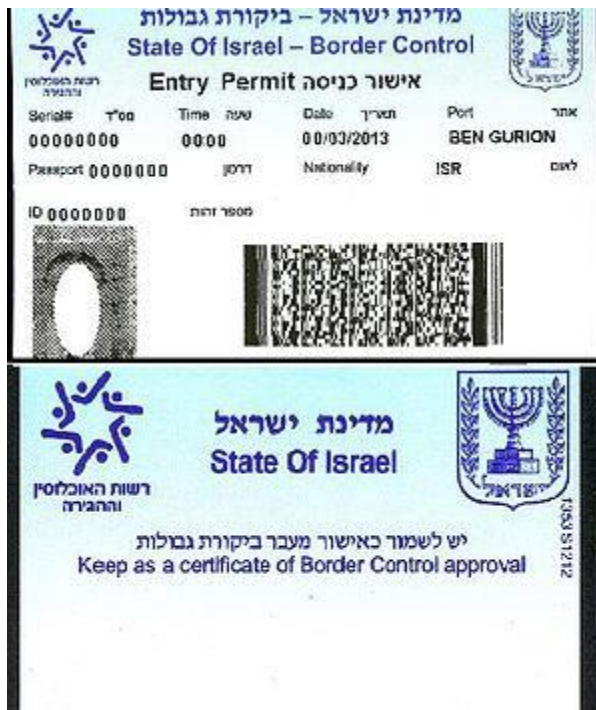 מדינת ישראל – ביקורת גבולות
State Of Israel – Border Control
רשות האוכלוסין
וההגירה
Entry Permit אישור כניסה
Serial# מס"ד Time שעה Date תאריך Port אתר
00000000 00:00 00/03/2013 BEN GURION
Passport 0000000 דרכון Nationality ISR לאום
ID 0000000 מספר זהות
מדינת ישראל
State Of Israel
ישראל
רשות האוכלוסין
וההגירה
יש לשמור כאישור מעבר ביקורת גבולות
Keep as a certificate of Border Control approval
1353 S1212